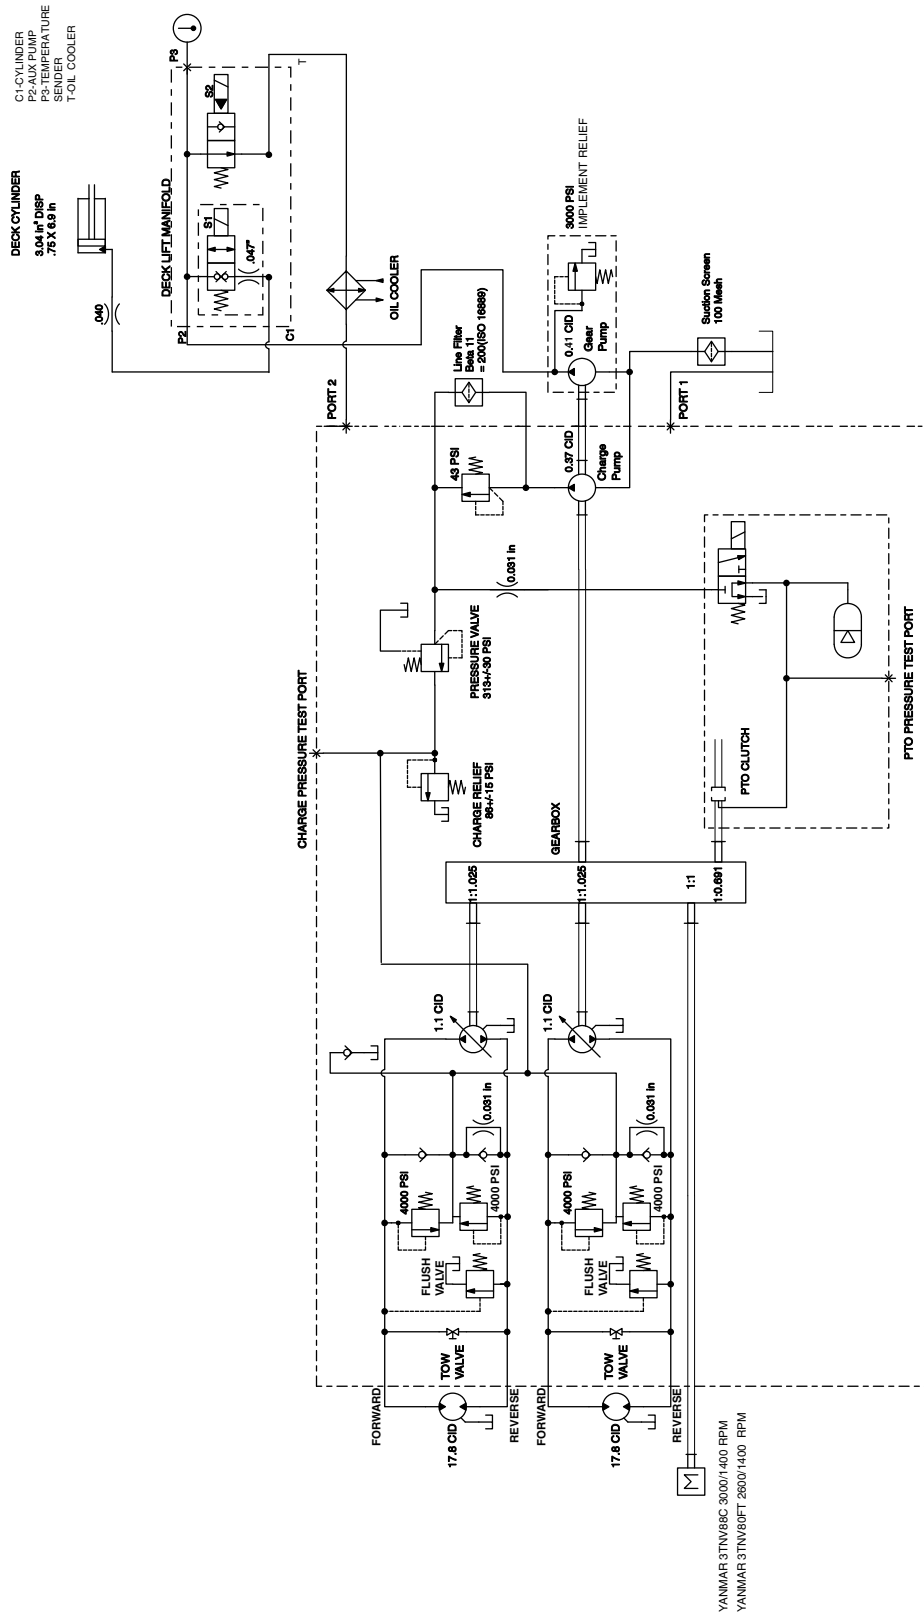 C1-CYLINDER
P2-AUX PUMP
P3-TEMPERATURE
SENDER
T-OIL COOLER
DECK CYLINDER
3.04 in³ DISP
.75 X 6.9 in
.040
DECK LIFT MANIFOLD
P3
S2
T
S1
.047"
P2
C1
OIL COOLER
3000 PSI
IMPLEMENT RELIEF
0.41 CID
Gear
Pump
Suction Screen
100 Mesh
Line Filter
Beta 11
= 200(ISO 16889)
PORT 2
PORT 1
43 PSI
0.37 CID
Charge
Pump
0.031 in
PRESSURE VALVE
313+/-30 PSI
CHARGE PRESSURE TEST PORT
CHARGE RELIEF
86+/-15 PSI
PTO PRESSURE TEST PORT
PTO CLUTCH
GEARBOX
1:1.025
1:1.025
1:1
1:0.691
1.1 CID
1.1 CID
0.031 in
0.031 in
4000 PSI
4000 PSI
4000 PSI
4000 PSI
FLUSH
VALVE
FLUSH
VALVE
TOW
VALVE
TOW
VALVE
FORWARD
REVERSE
FORWARD
REVERSE
17.8 CID
17.8 CID
M
YANMAR 3TNV88C 3000/1400 RPM
YANMAR 3TNV80FT 2600/1400 RPM